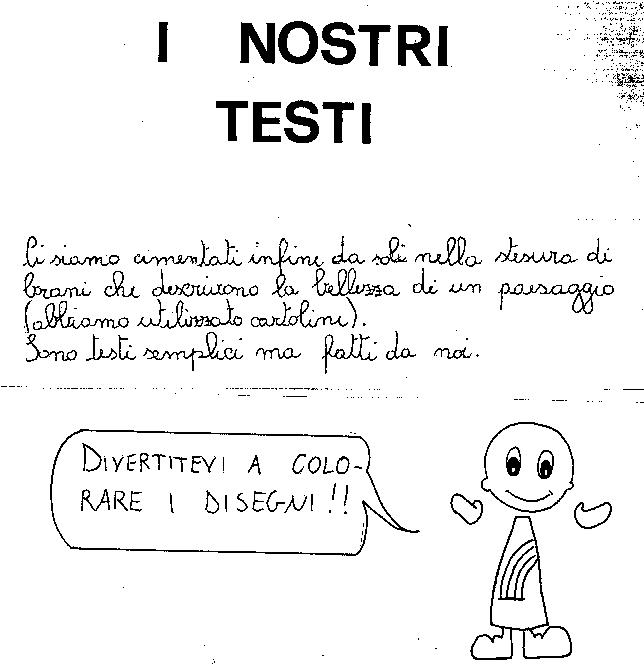 I NOSTRI
TESTI
Ci siamo cimentati infine da soli nella stesura di
brani che descrivono la bellezza di un paesaggio
(abbiamo utilizzato cartoline).
Sono testi semplici ma fatti da noi.
DIVERTITEVI A COLO-
RARE I DISEGNI!!